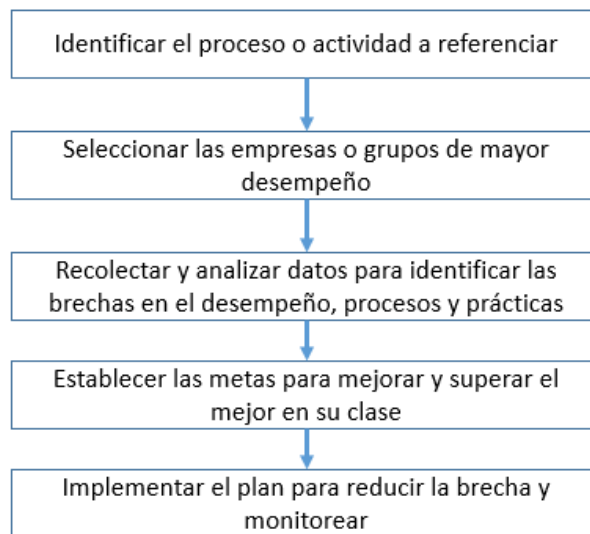 Identificar el proceso o actividad a referenciar
Seleccionar las empresas o grupos de mayor
desempeño
Recolectar y analizar datos para identificar las
brechas en el desempeño, procesos y prácticas
Establecer las metas para mejorar y superar el
mejor en su clase
Implementar el plan para reducir la brecha y
monitorear